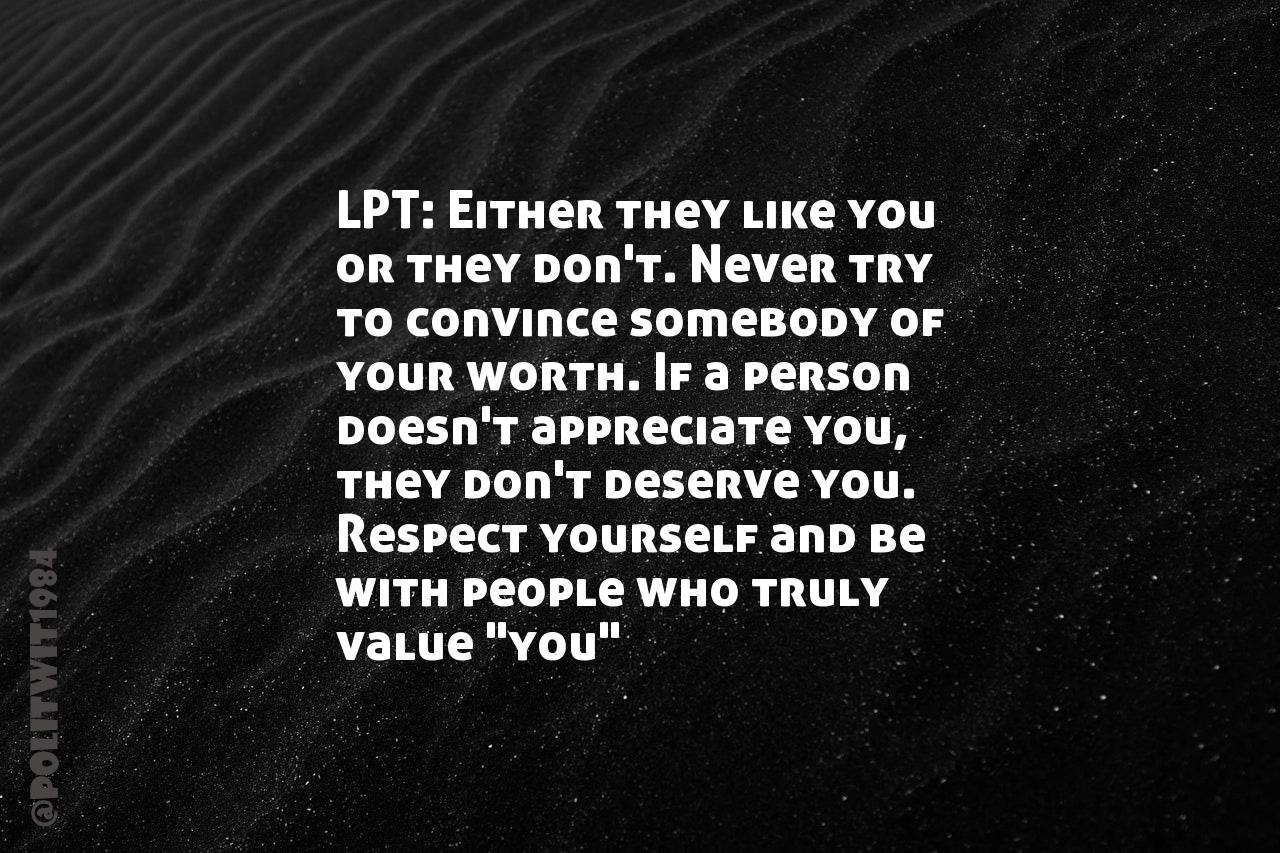 LPT: Either they like you
or they don't. Never try
to convince somebody of
your worth. If a person
doesn't appreciate you,
they don't deserve you.
Respect yourself and be
with people who truly
value "you"
@POLITWIT1984